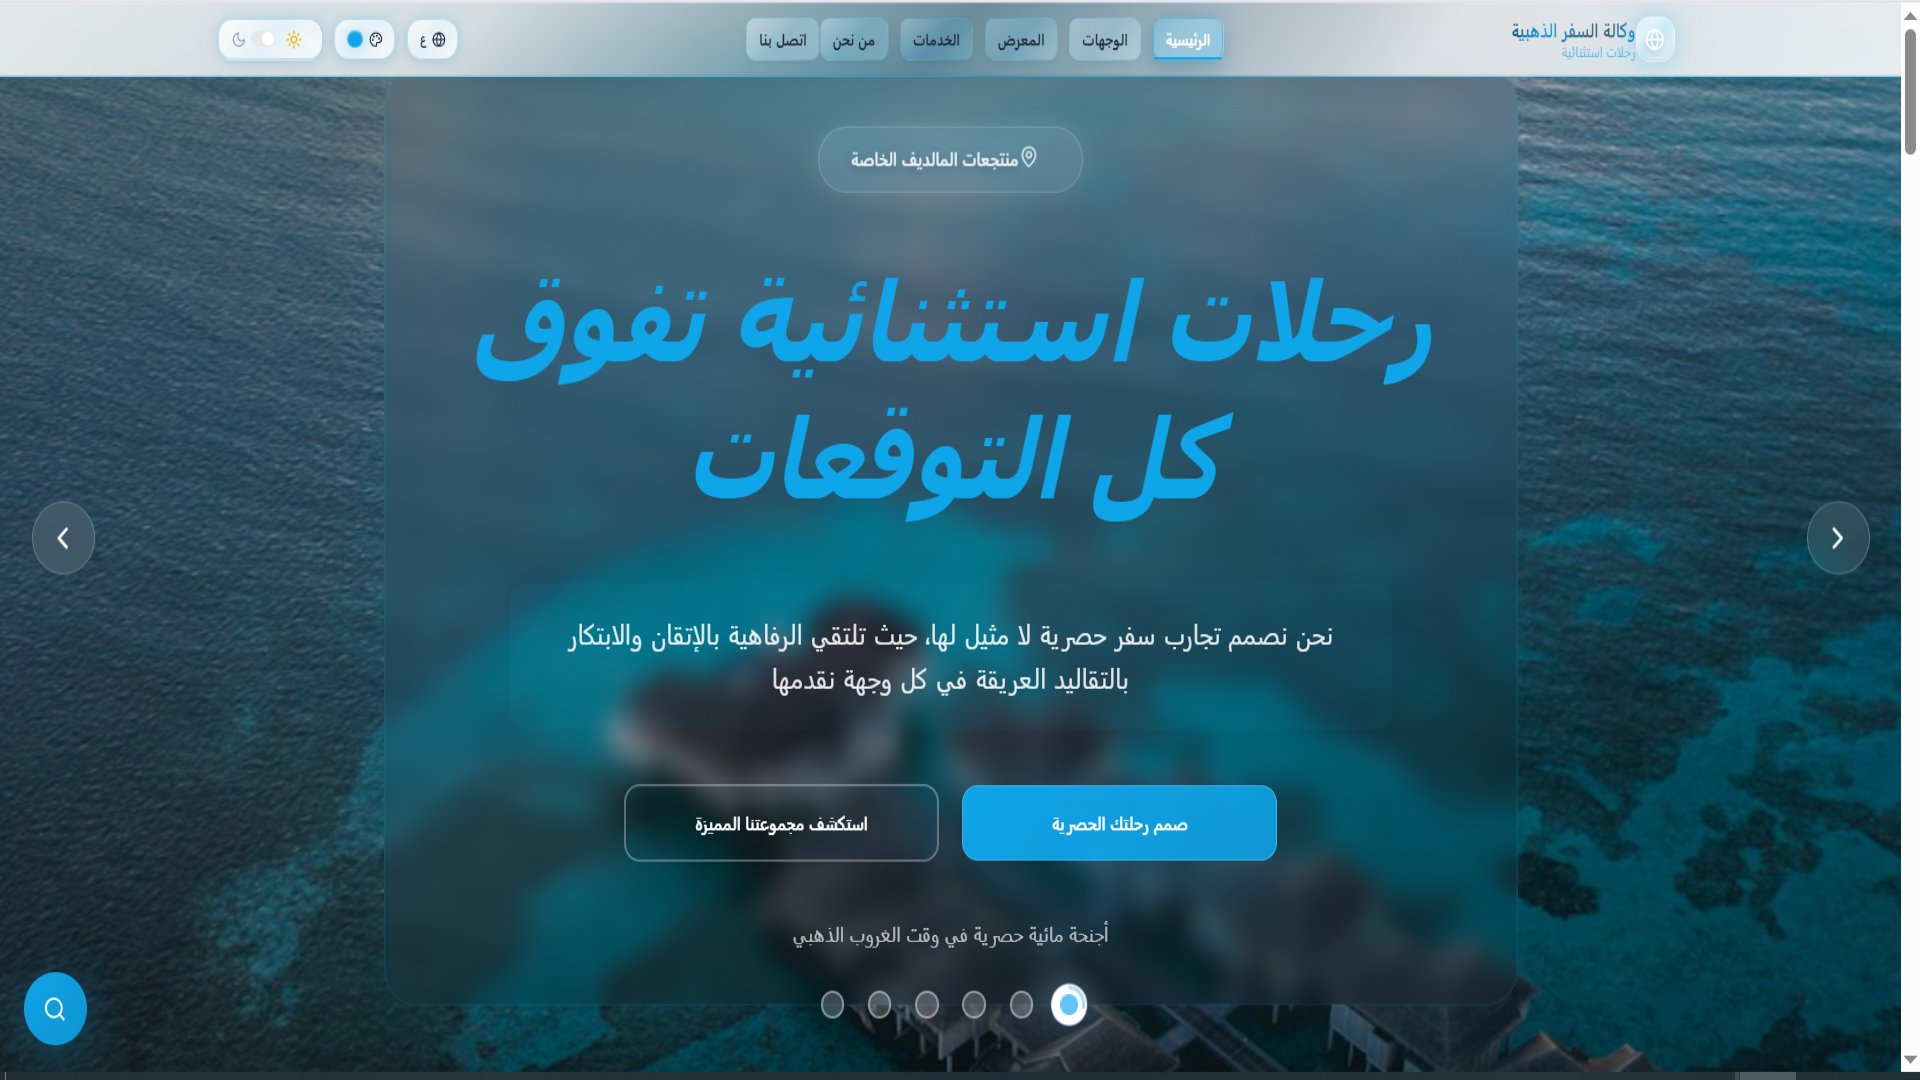 وكالة السفر الذهبية
رحلات استثنائية
الرئيسية
الوجهات
المعرض
الخدمات
من نحن
اتصل بنا
ع
منتجعات المالديف الخاصة
رحلات استثنائية تفوق
كل التوقعات
نحن نصمم تجارب سفر حصرية لا مثيل لها، حيث تلتقي الرفاهية بالإتقان والابتكار
بالتقاليد العريقة في كل وجهة نقدمها
صمم رحلتك الحصرية
استكشف مجموعتنا المميزة
أجنحة مائية حصرية في وقت الغروب الذهبي